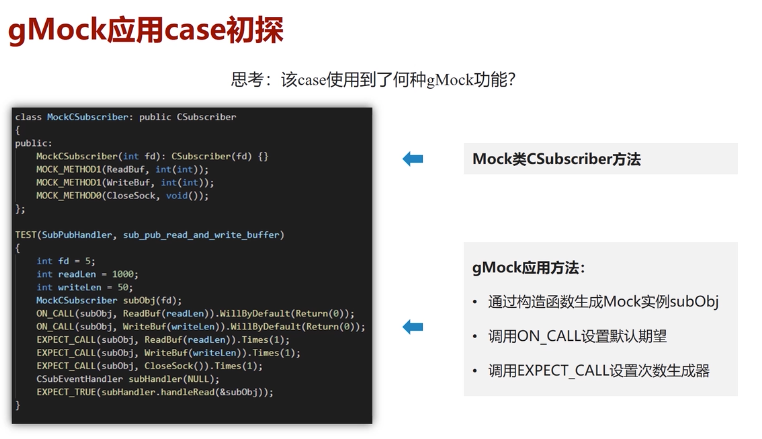 gMock应用case初探
思考：该case使用到了何种gMock功能？
class MockCSubscriber: public CSubscriber
{
public:
    MockCSubscriber(int fd): CSubscriber(fd) {}
    MOCK_METHOD1(ReadBuf, int(int));
    MOCK_METHOD1(WriteBuf, int(int));
    MOCK_METHOD0(CloseSock, void());
};
TEST(SubPubHandler, sub_pub_read_and_write_buffer)
{
    int fd = 5;
    int readLen = 1000;
    int writeLen = 50;
    MockCSubscriber subObj(fd);
    ON_CALL(subObj, ReadBuf(readLen)).WillByDefault(Return(0));
    ON_CALL(subObj, WriteBuf(writeLen)).WillByDefault(Return(0));
    EXPECT_CALL(subObj, ReadBuf(readLen)).Times(1);
    EXPECT_CALL(subObj, WriteBuf(writeLen)).Times(1);
    EXPECT_CALL(subObj, CloseSock()).Times(1);
    CSubEventHandler subHandler(NULL);
    EXPECT_TRUE(subHandler.handleRead(&subObj));
}
Mock类CSubscriber方法
gMock应用方法：
• 通过构造函数生成Mock实例subObj
• 调用ON_CALL设置默认期望
• 调用EXPECT_CALL设置次数生成器